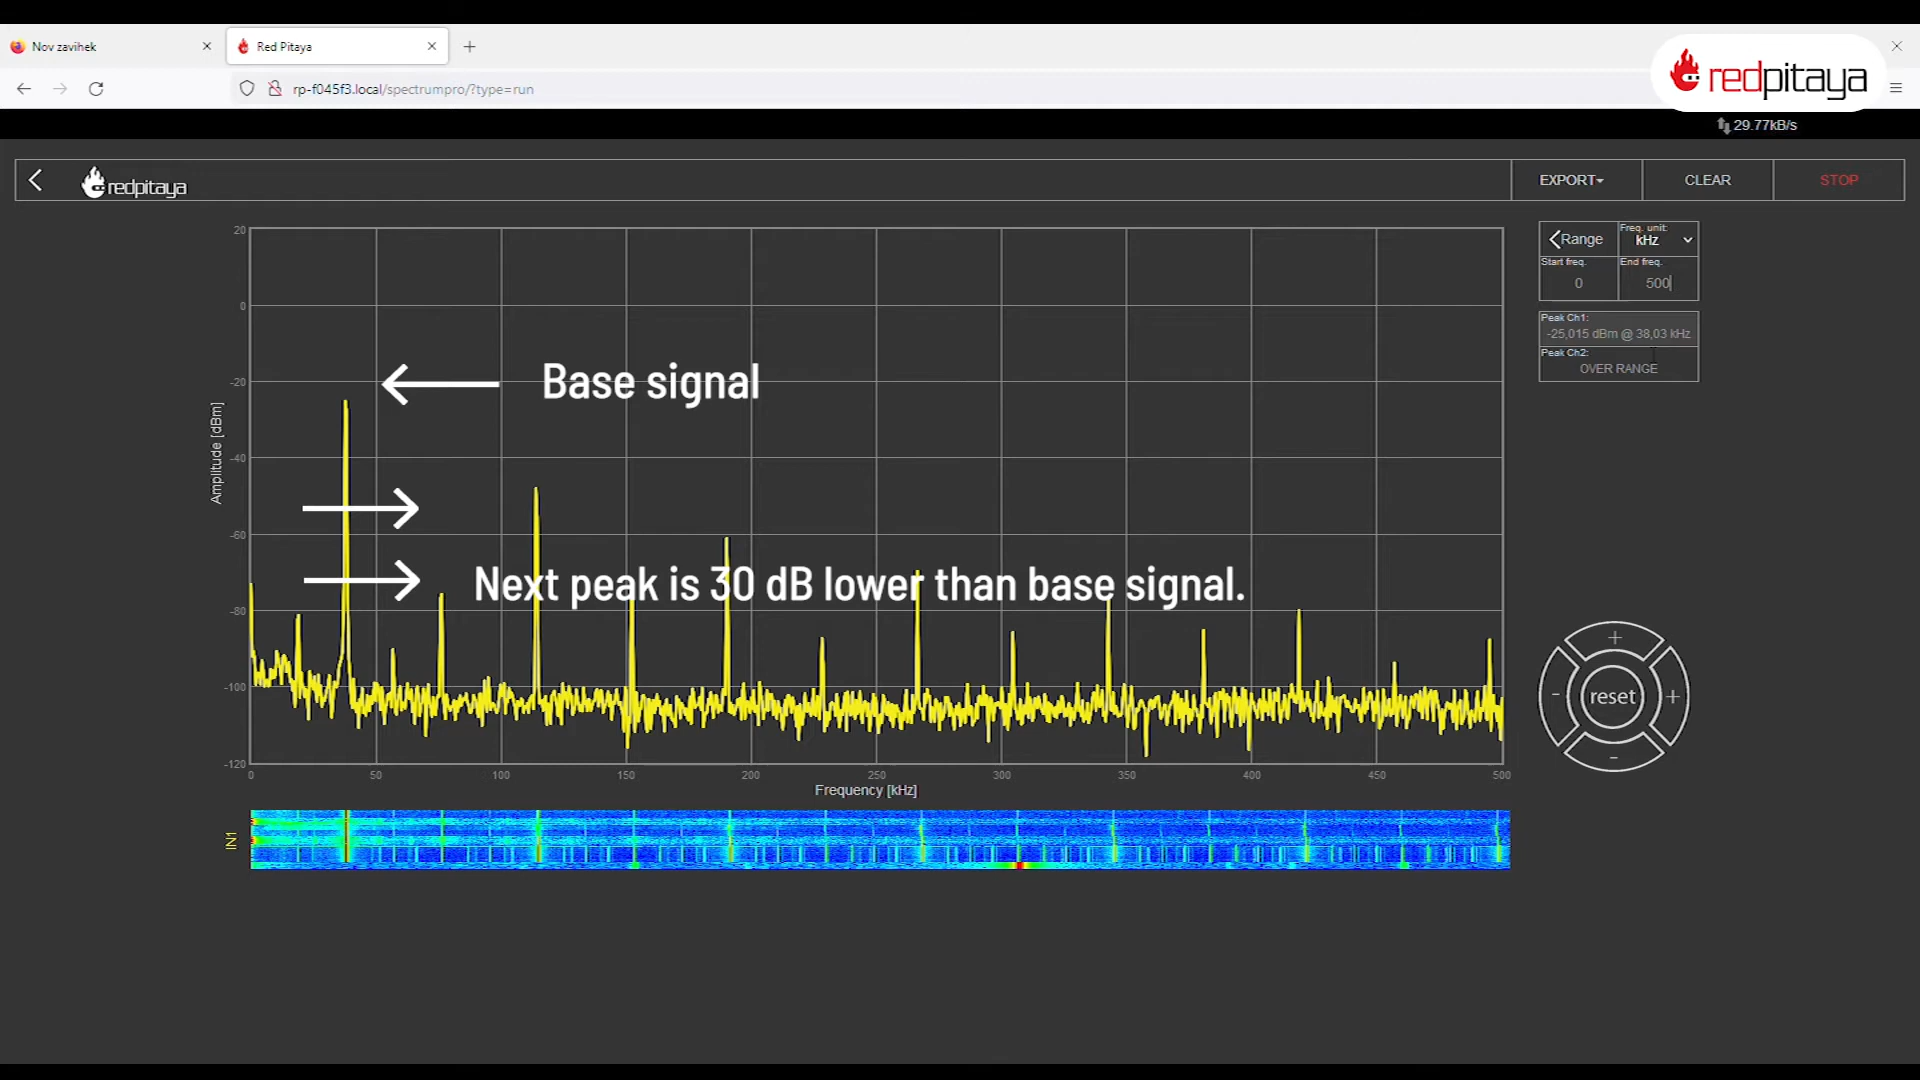 Nov zavihek
Red Pitaya
redpitaya
rp-f045f3.local/spectrumpro/?type=run
29.77kB/s
redpitaya
EXPORT
CLEAR
STOP
Range
Freq. unit:
kHz
Start freq.
End freq.
0
500
Peak Ch1:
-25,015 dBm @ 38,03 kHz
Peak Ch2:
OVER RANGE
20
0
-20
-40
-60
-80
-100
-120
Amplitude [dBm]
Base signal
Next peak is 30 dB lower than base signal.
0
50
100
150
200
250
300
350
400
450
500
Frequency [kHz]
IN1
+
-
reset
+
-